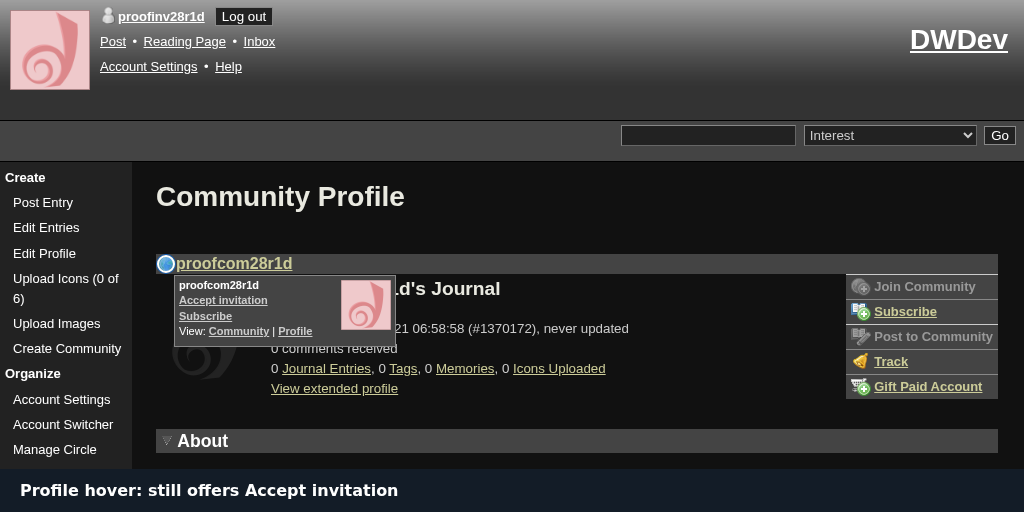 proofinv28r1d Log out
Post • Reading Page • Inbox
Account Settings • Help
DWDev
Interest Go
Create
Post Entry
Edit Entries
Edit Profile
Upload Icons (0 of
6)
Upload Images
Create Community
Organize
Account Settings
Account Switcher
Manage Circle
Community Profile
proofcom28r1d
proofcom28r1d
Accept invitation
Subscribe
View: Community | Profile
d's Journal
21 06:58:58 (#1370172), never updated
0 comments received
0 Journal Entries, 0 Tags, 0 Memories, 0 Icons Uploaded
View extended profile
Join Community
Subscribe
Post to Community
Track
Gift Paid Account
About
Profile hover: still offers Accept invitation